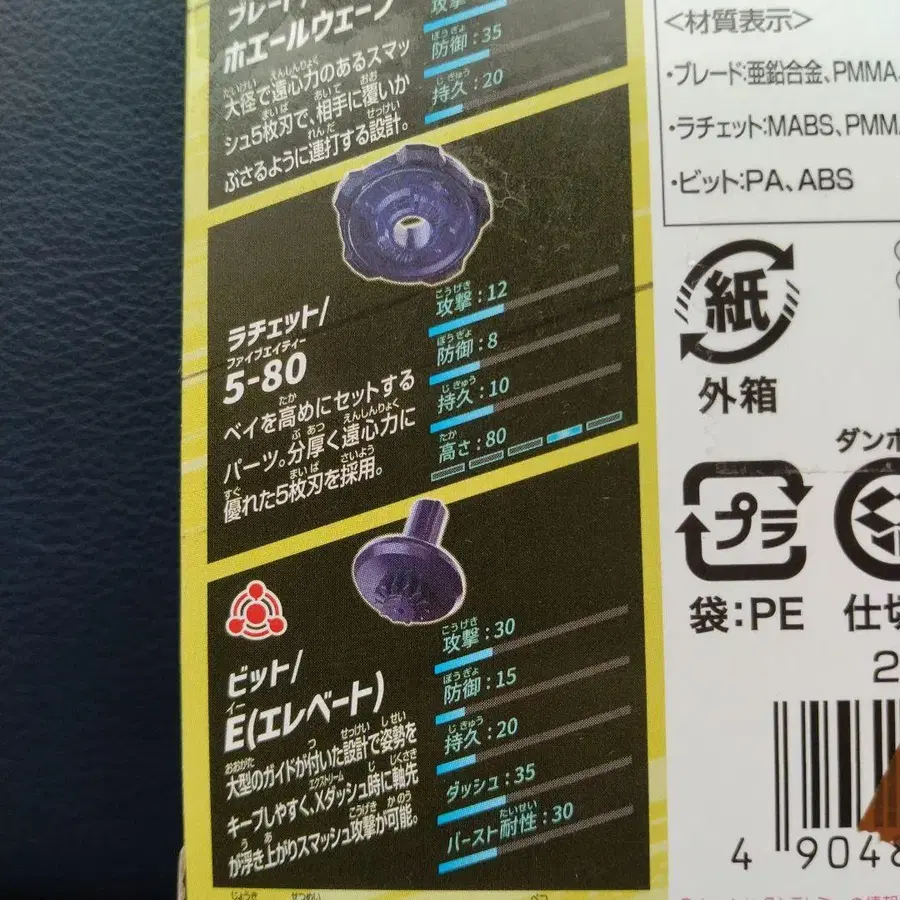 ブレード/
ホエールウェーブ
大径で遠心力のあるスマッ
シュ5枚刃で、相手に覆いか
ぶさるように連打する設計。
攻撃
防御:35
持久:20
ラチェット/
ファイブエイティー
5-80
ベイを高めにセットする
パーツ。分厚く遠心力に
優れた5枚刃を採用。
攻撃:12
防御:8
持久:10
高さ:80
ビット/
イー
E(エレベート)
大型のガイドが付いた設計で姿勢を
キープしやすく、Xダッシュ時に軸先
が浮き上がりスマッシュ攻撃が可能。
攻撃:30
防御:15
持久:20
ダッシュ:35
バースト耐性:30
<材質表示>
・ブレード:亜鉛合金、PMMA、
・ラチェット:MABS、PMMA
・ビット:PA、ABS
紙
外箱
プラ
袋:PE
ダンボ
仕切
2
4 904